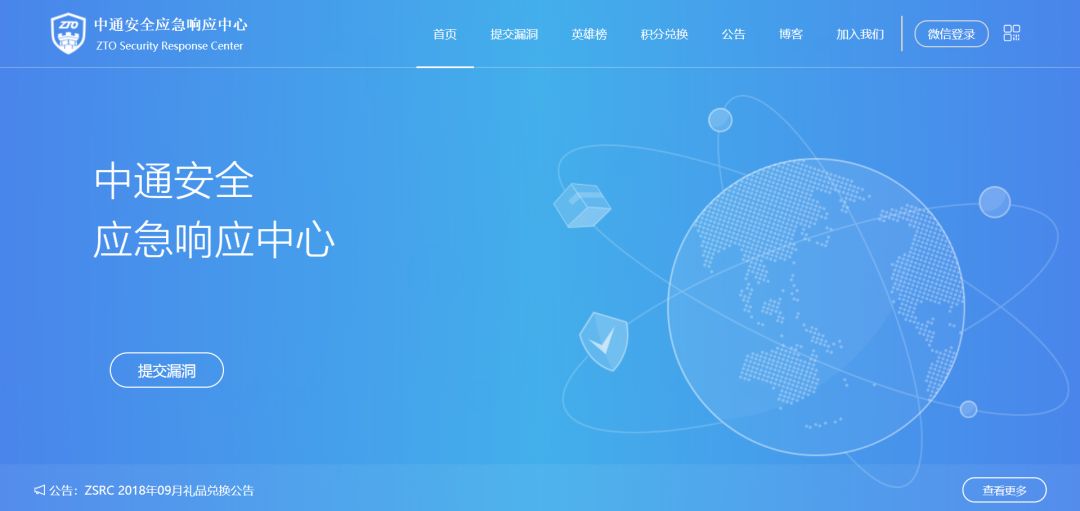 ZTO
中通安全应急响应中心
ZTO Security Response Center
首页 提交漏洞 英雄榜 积分兑换 公告 博客 加入我们 微信登录
中通安全
应急响应中心
提交漏洞
公告：ZSRC 2018年09月礼品兑换公告
查看更多